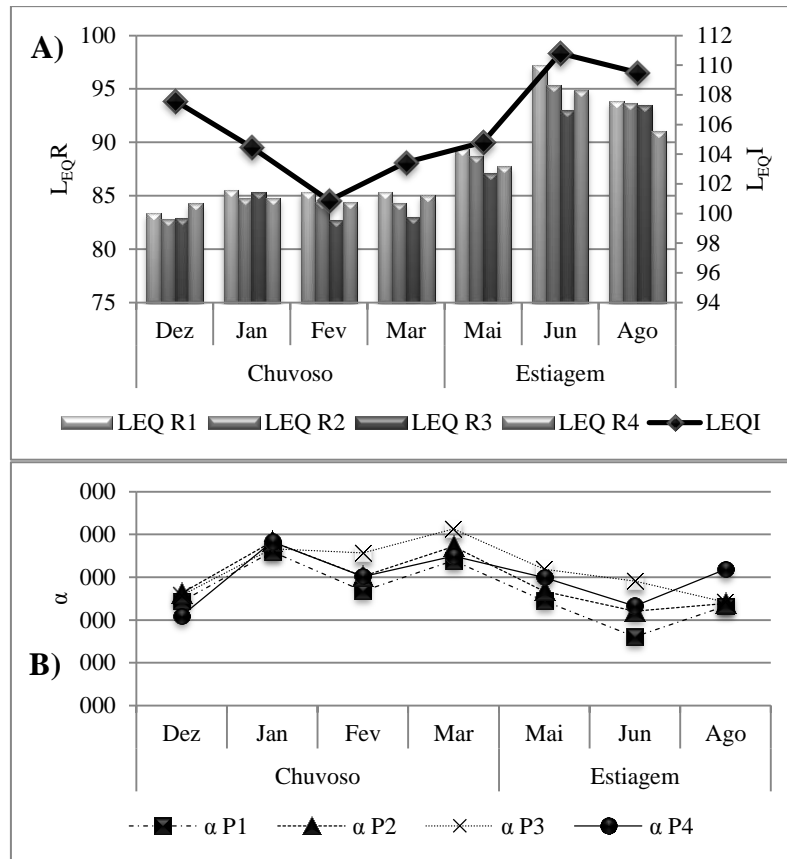 A)
100
95
90
85
80
75
LEQR
112
110
108
106
104
102
100
98
96
94
LEQI
Dez Jan Fev Mar Mai Jun Ago
Chuvoso Estiagem
LEQ R1 LEQ R2 LEQ R3 LEQ R4 LEQI
B)
000
000
000
000
000
000
α
Dez Jan Fev Mar Mai Jun Ago
Chuvoso Estiagem
α P1 α P2 α P3 α P4